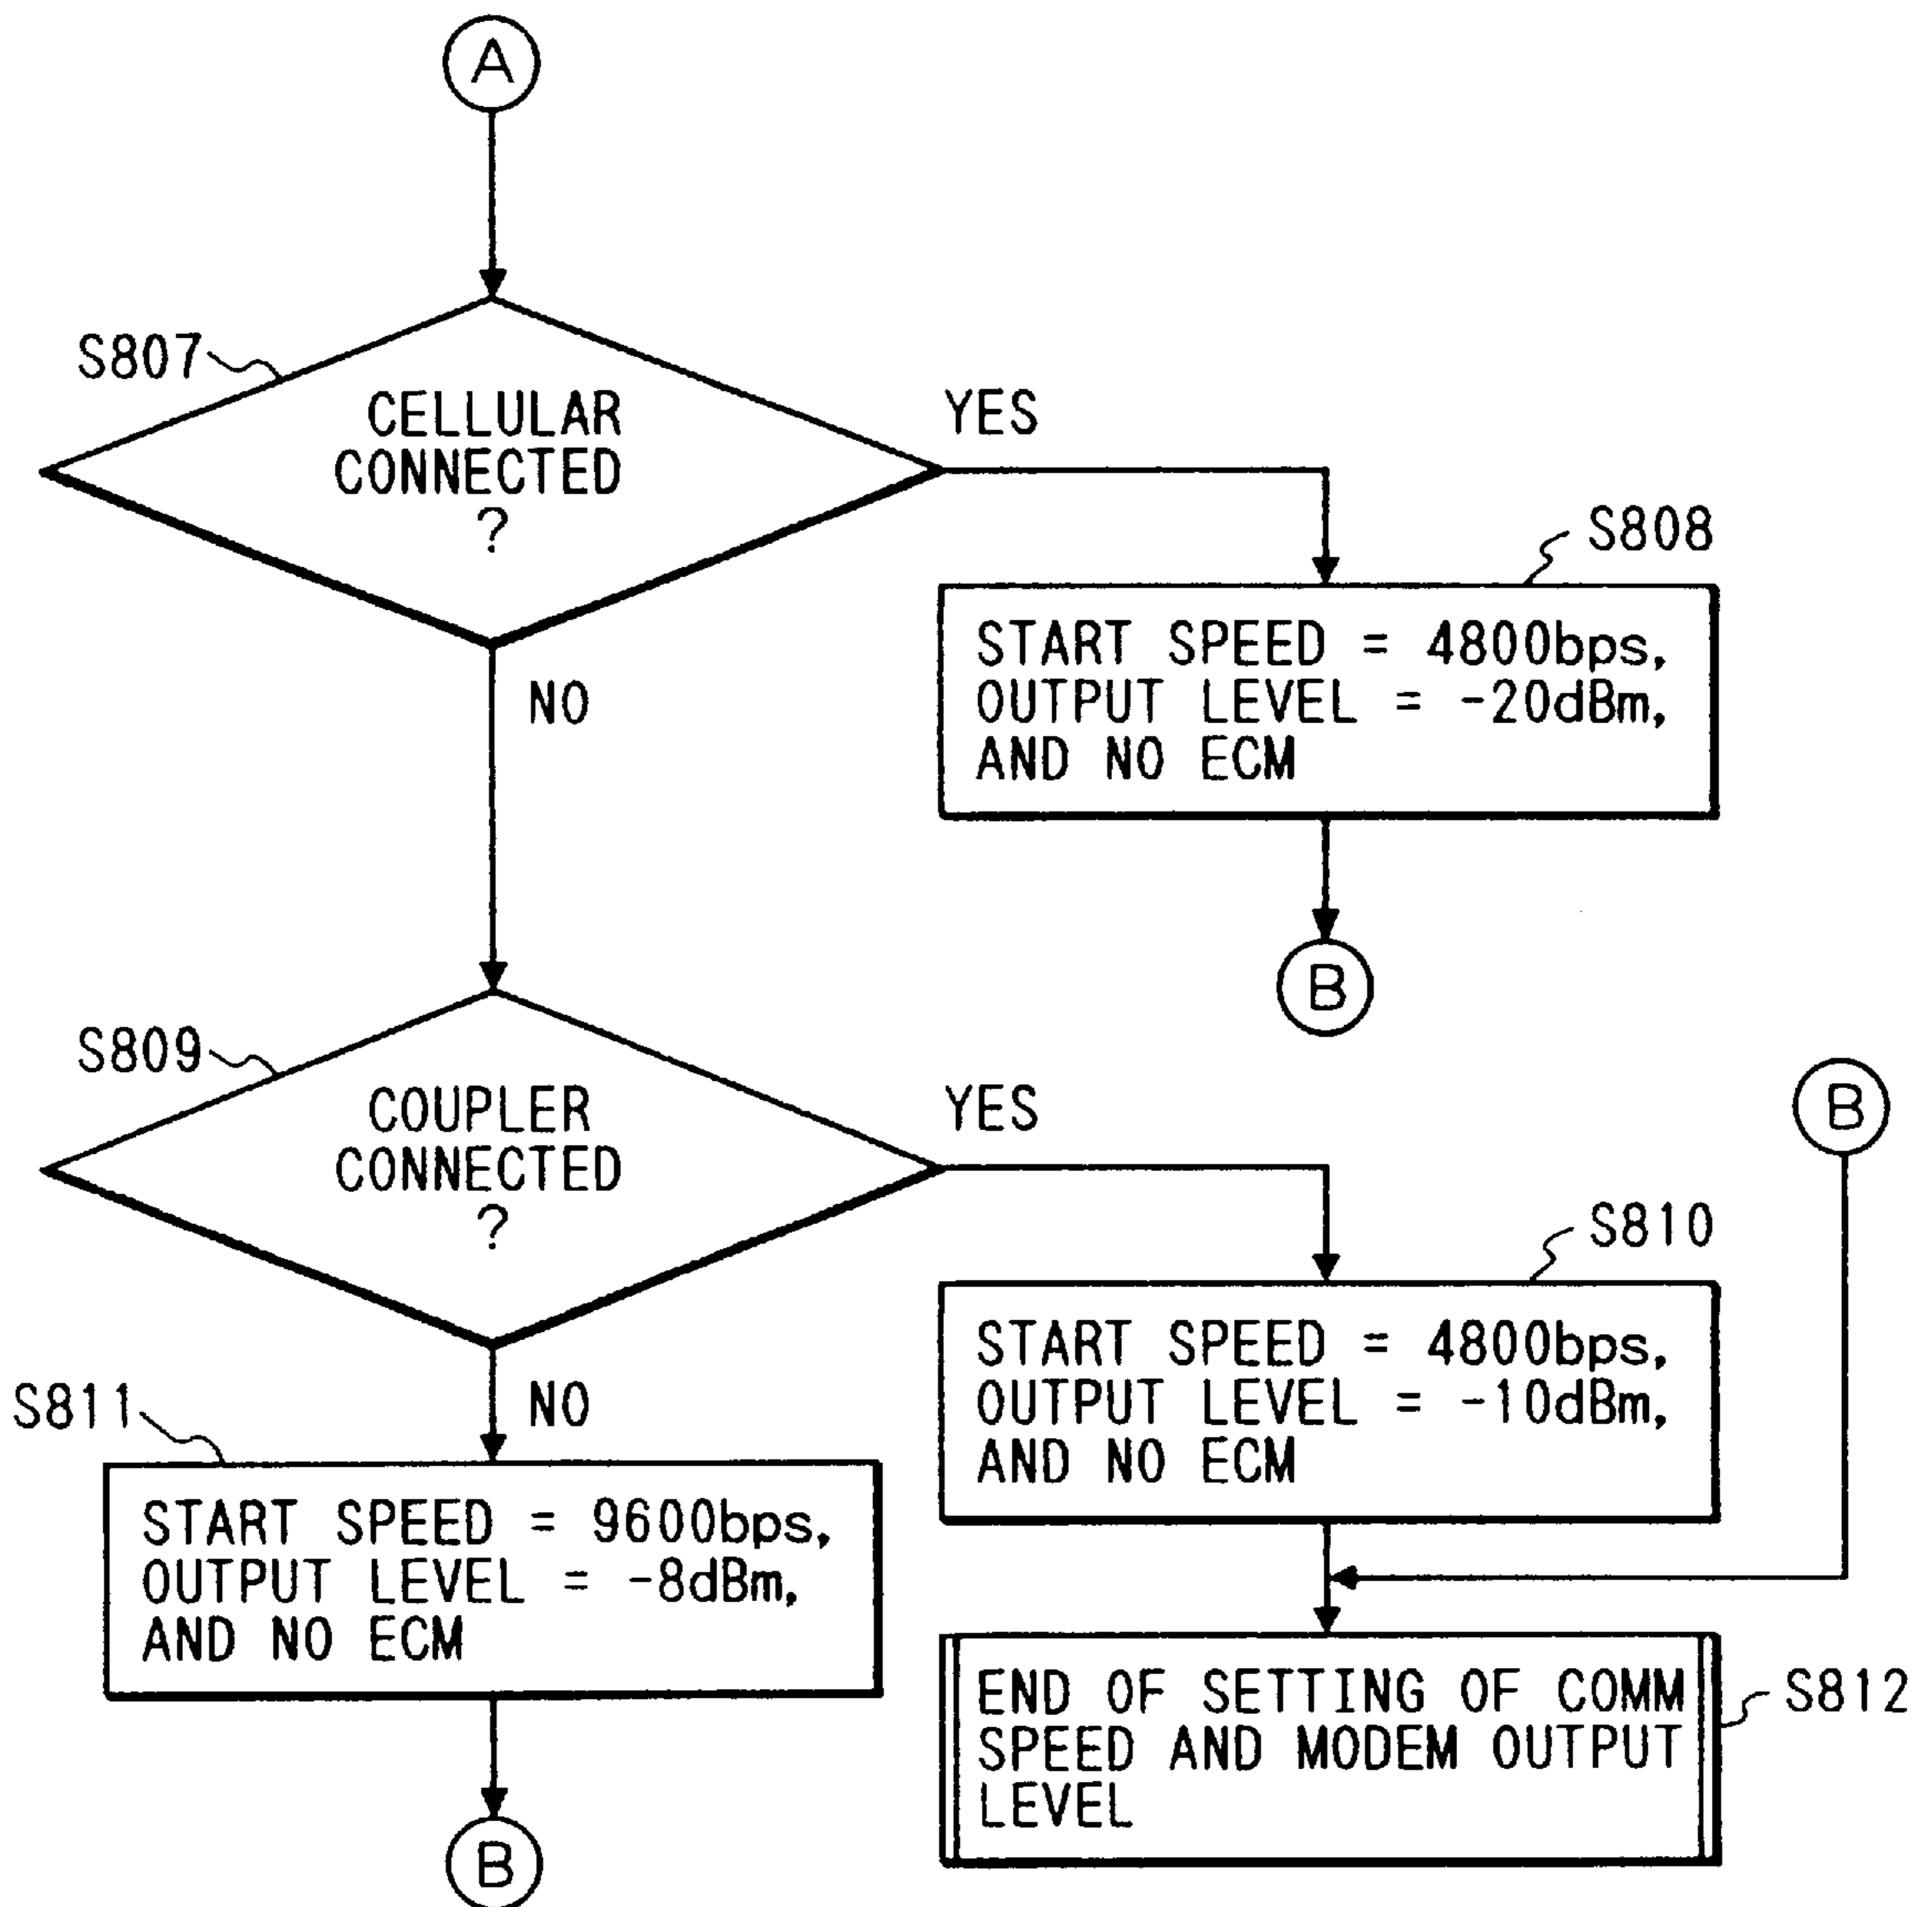 A
S807
CELLULAR
CONNECTED
?
YES
NO
S808
START SPEED = 4800bps,
OUTPUT LEVEL = -20dBm,
AND NO ECM
B
S809
COUPLER
CONNECTED
?
YES
NO
B
S810
START SPEED = 4800bps,
OUTPUT LEVEL = -10dBm,
AND NO ECM
S811
START SPEED = 9600bps,
OUTPUT LEVEL = -8dBm,
AND NO ECM
B
END OF SETTING OF COMM
SPEED AND MODEM OUTPUT
LEVEL
S812